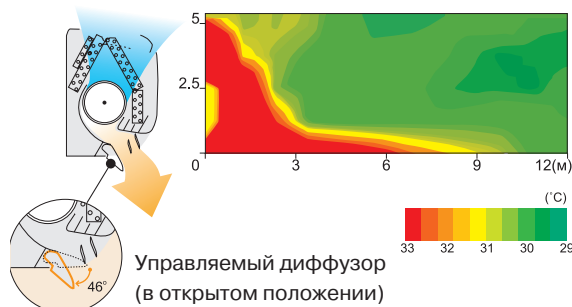 5
2.5
0 3 6 9 12(м)
(˚C)
33 32 31 30 29
46°
Управляемый диффузор
(в открытом положении)